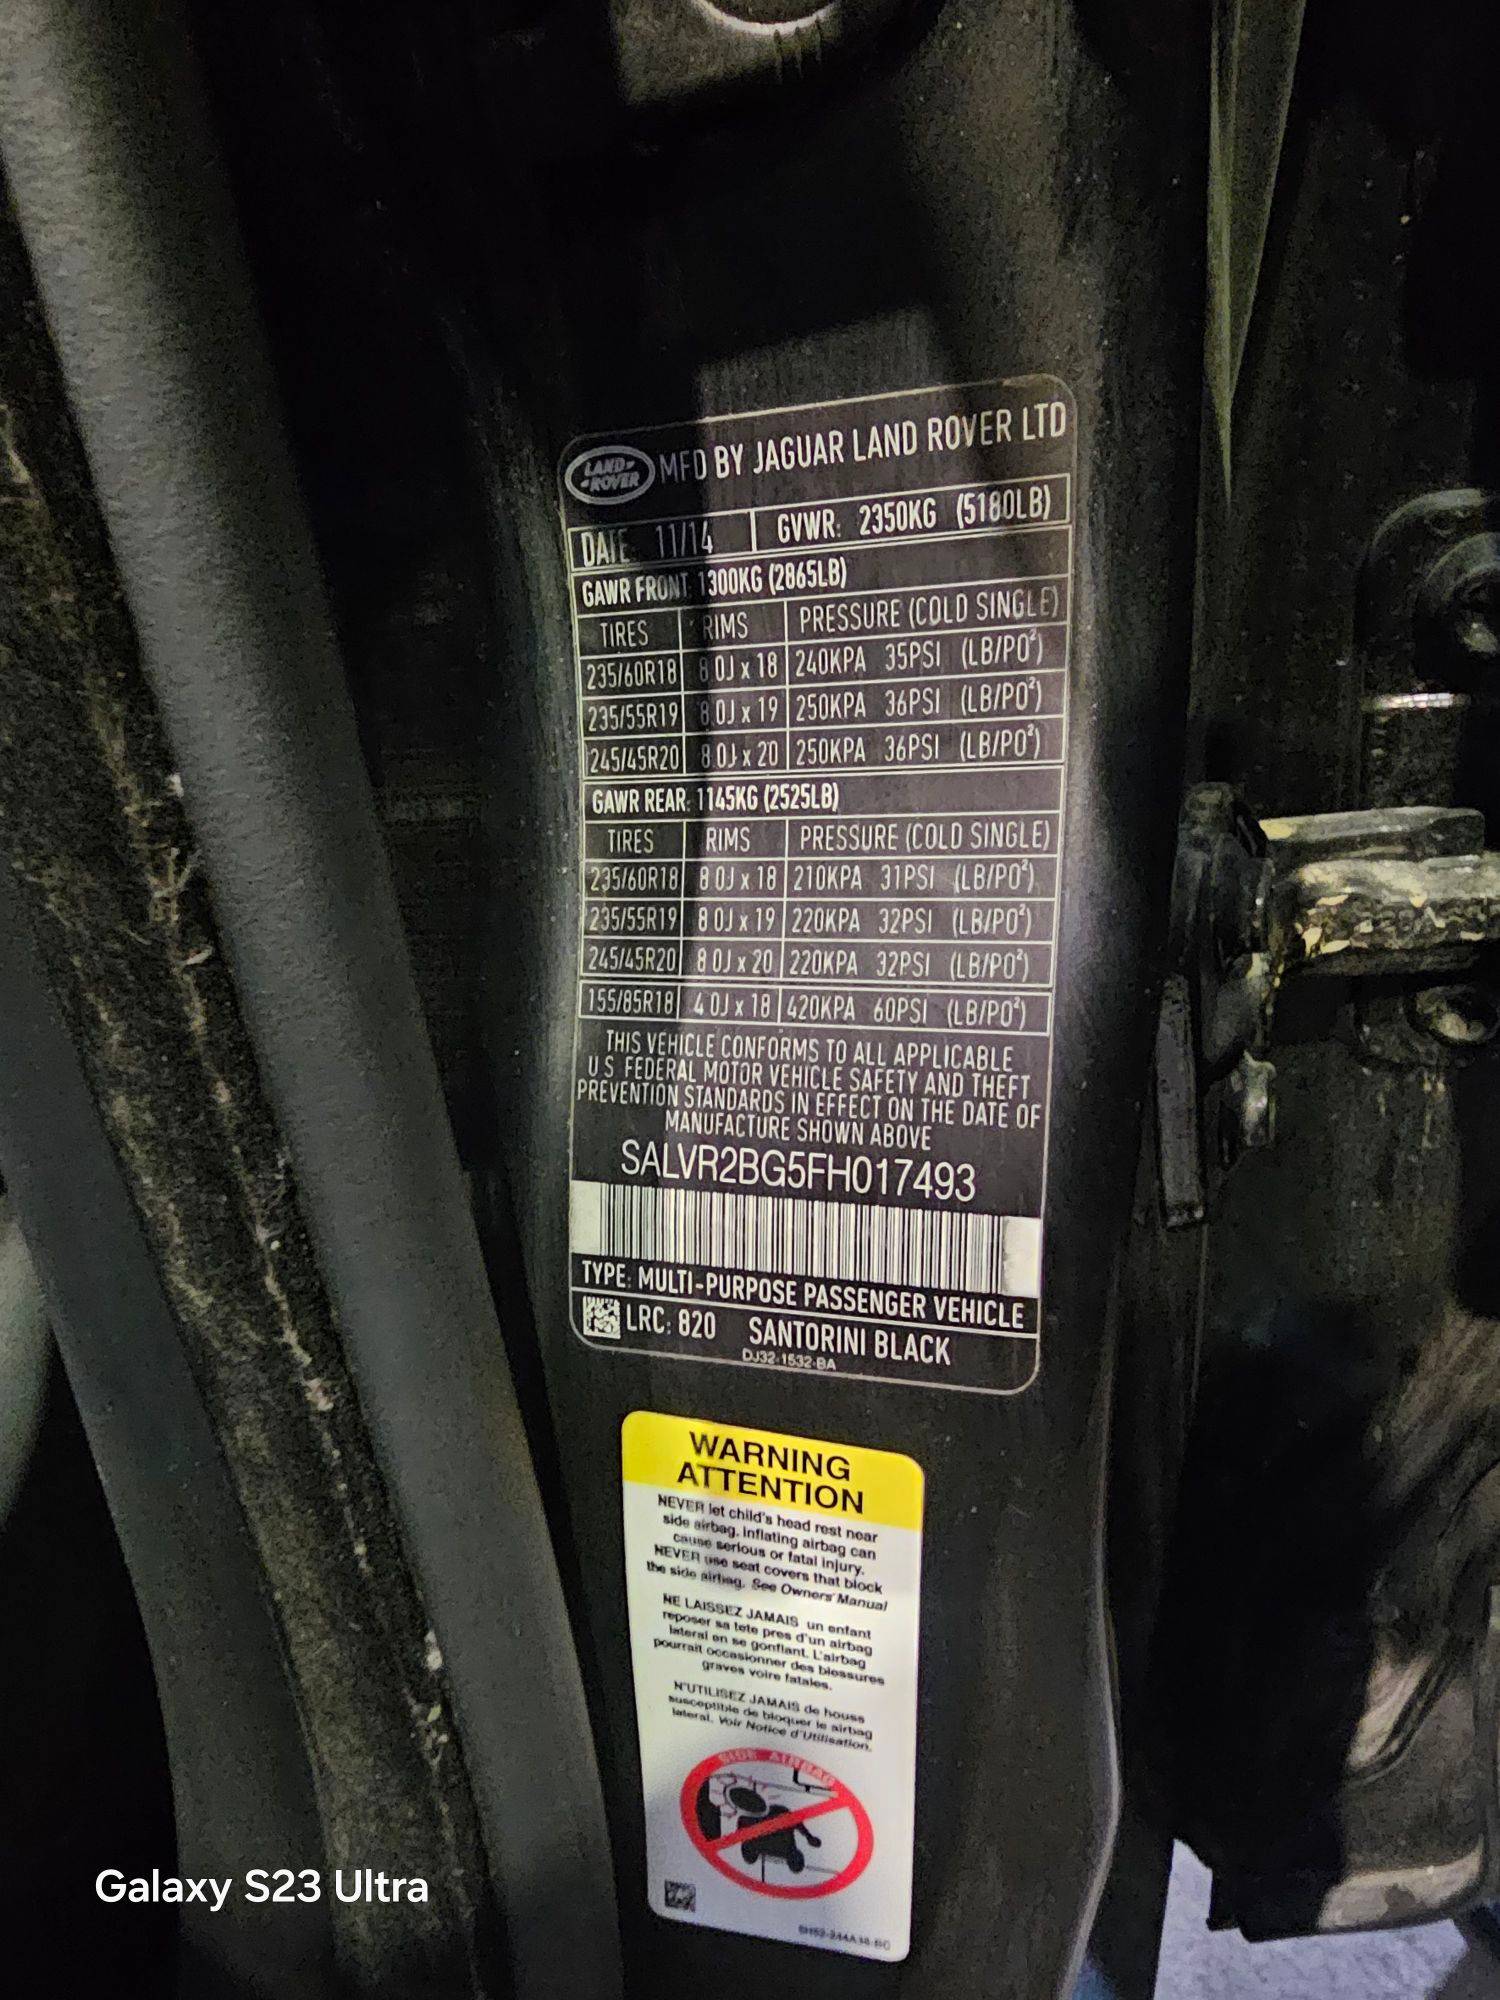 LAND ROVER MFD BY JAGUAR LAND ROVER LTD
DATE: 11/14 GVWR: 2350KG (5180LB)
GAWR FRONT: 1300KG (2865LB)
TIRES RIMS PRESSURE (COLD SINGLE)
235/60R18 8.0J x 18 240KPA 35PSI (LB/PO²)
235/55R19 8.0J x 19 250KPA 36PSI (LB/PO²)
245/45R20 8.0J x 20 250KPA 36PSI (LB/PO²)
GAWR REAR: 1145KG (2525LB)
TIRES RIMS PRESSURE (COLD SINGLE)
235/60R18 8.0J x 18 210KPA 31PSI (LB/PO²)
235/55R19 8.0J x 19 220KPA 32PSI (LB/PO²)
245/45R20 8.0J x 20 220KPA 32PSI (LB/PO²)
155/85R18 4.0J x 18 420KPA 60PSI (LB/PO²)
THIS VEHICLE CONFORMS TO ALL APPLICABLE
U.S. FEDERAL MOTOR VEHICLE SAFETY AND THEFT
PREVENTION STANDARDS IN EFFECT ON THE DATE OF
MANUFACTURE SHOWN ABOVE
SALVR2BG5FH017493
TYPE: MULTI-PURPOSE PASSENGER VEHICLE
LRC: 820 SANTORINI BLACK
DJ32-1532-BA
WARNING
ATTENTION
NEVER let child's head rest near
side airbag, inflating airbag can
cause serious or fatal injury.
NEVER use seat covers that block
the side airbag. See Owners' Manual
NE LAISSEZ JAMAIS un enfant
reposer sa tete pres d'un airbag
lateral en se gonflant. L'airbag
pourrait occasionner des blessures
graves voire fatales.
N'UTILISEZ JAMAIS de houss
susceptible de bloquer le airbag
lateral. Voir Notice d'Utilisation.
SIDE AIRBAG
Galaxy S23 Ultra